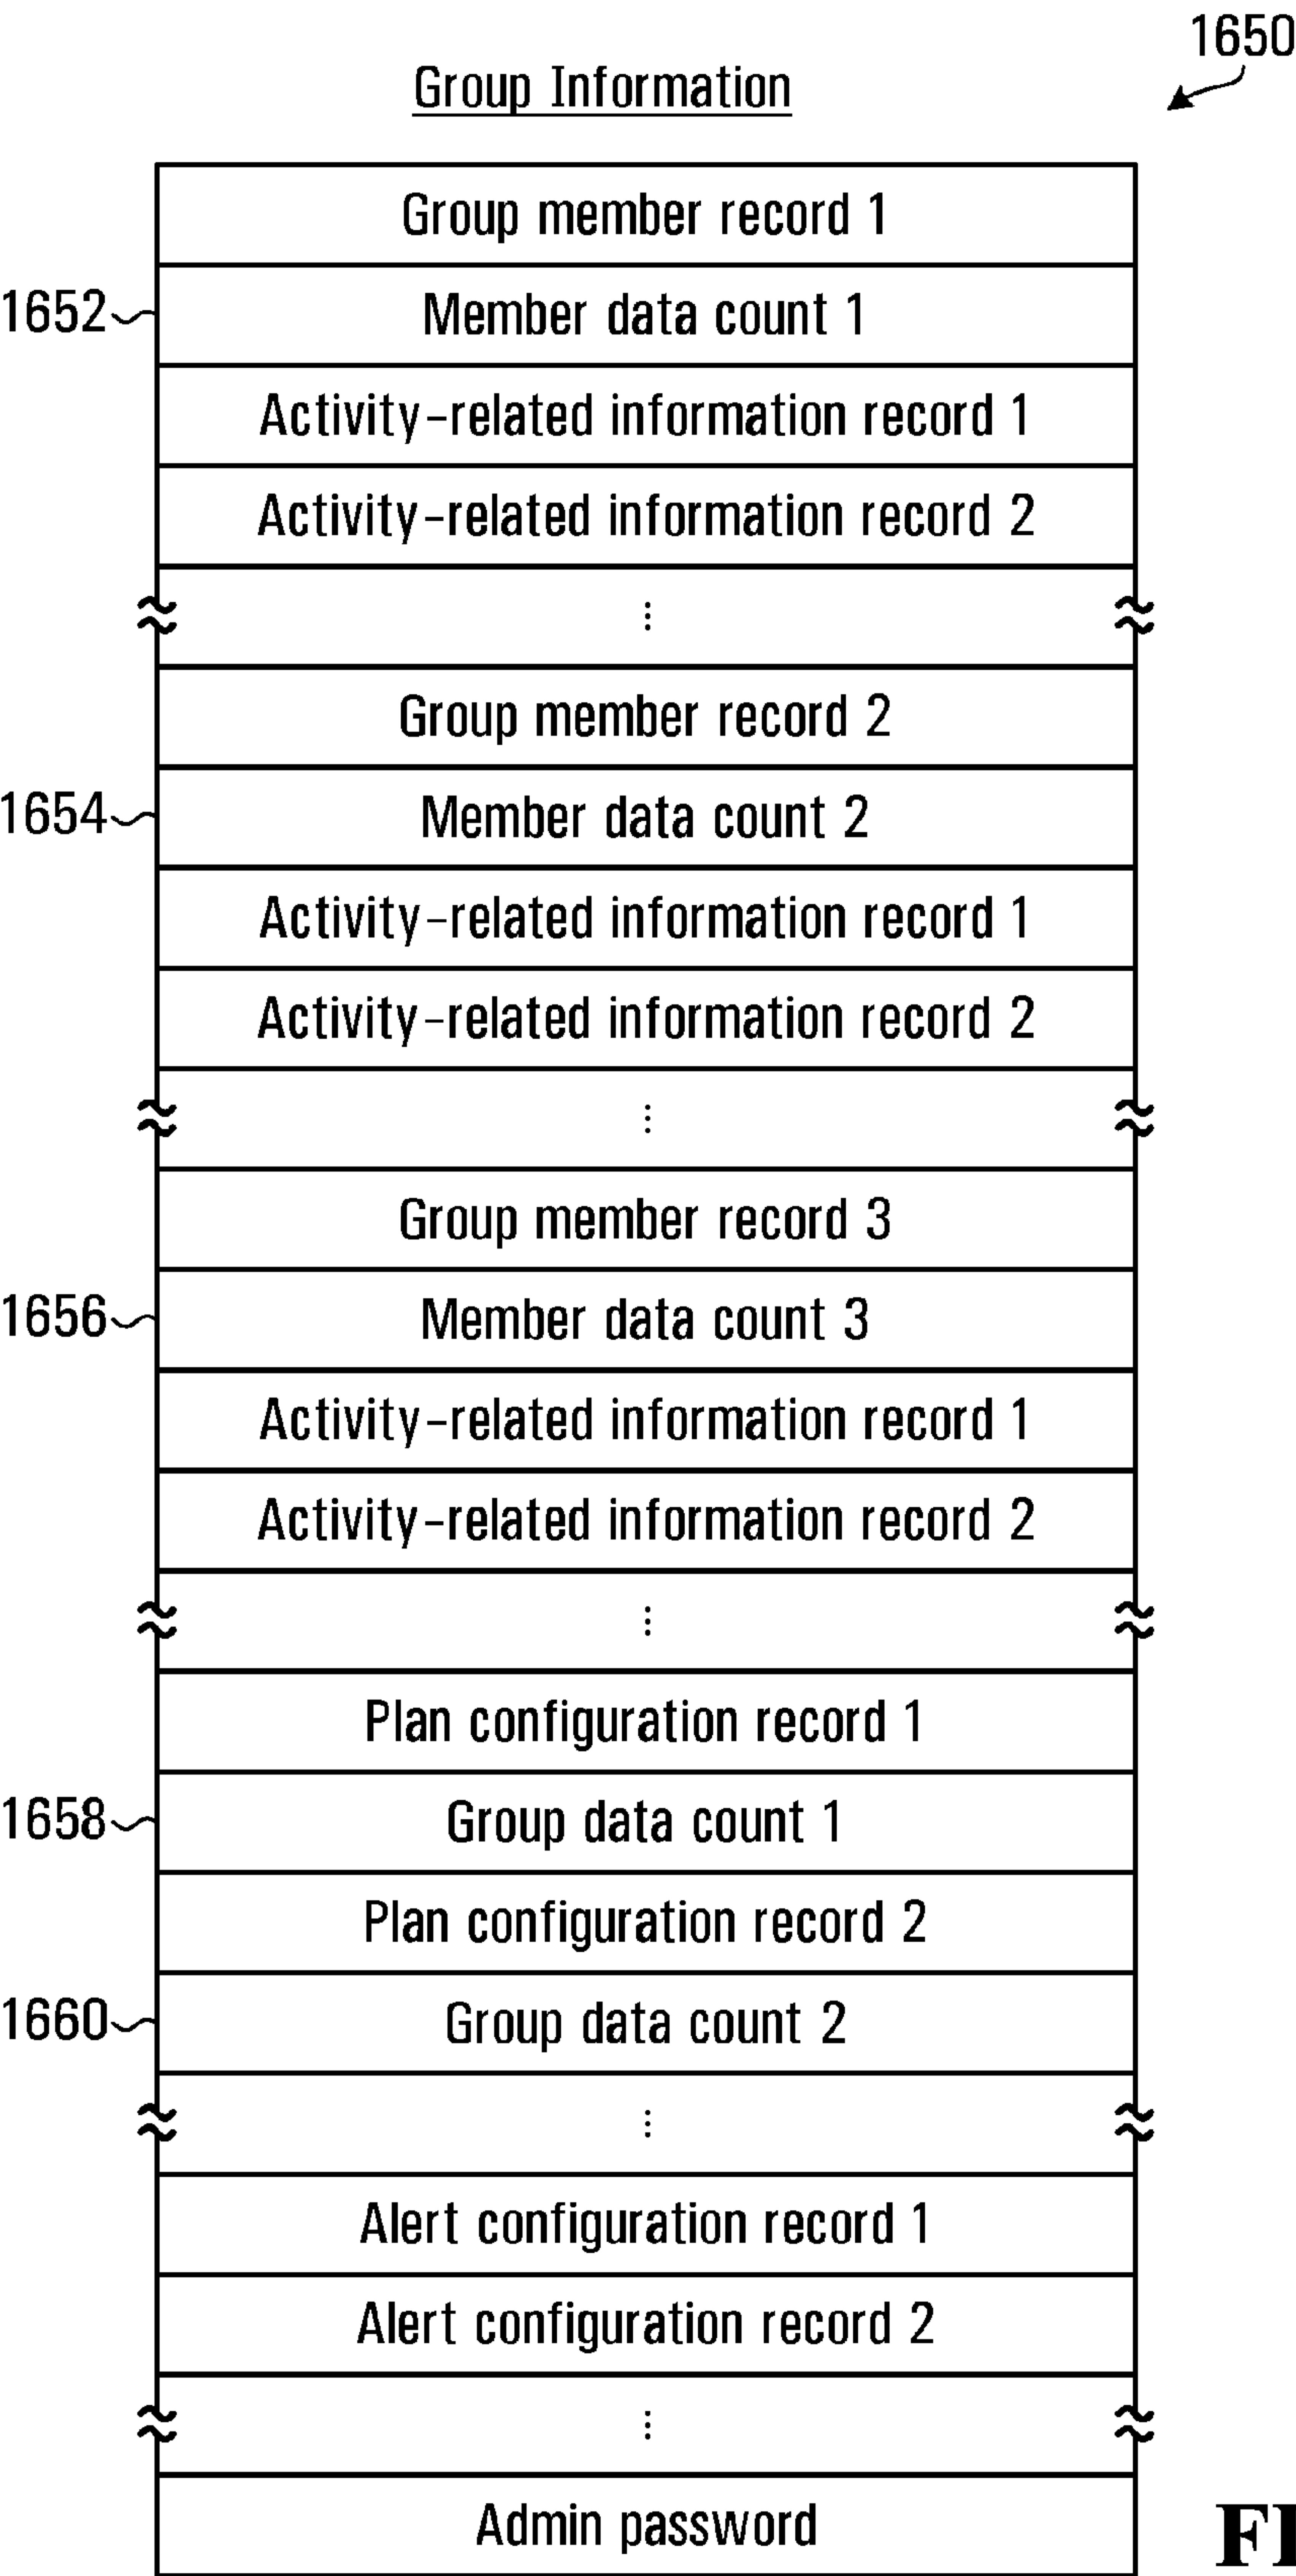 1650
Group Information
Group member record 1
1652 Member data count 1
Activity-related information record 1
Activity-related information record 2
⋮
Group member record 2
1654 Member data count 2
Activity-related information record 1
Activity-related information record 2
⋮
Group member record 3
1656 Member data count 3
Activity-related information record 1
Activity-related information record 2
⋮
Plan configuration record 1
1658 Group data count 1
Plan configuration record 2
1660 Group data count 2
⋮
Alert configuration record 1
Alert configuration record 2
⋮
Admin password